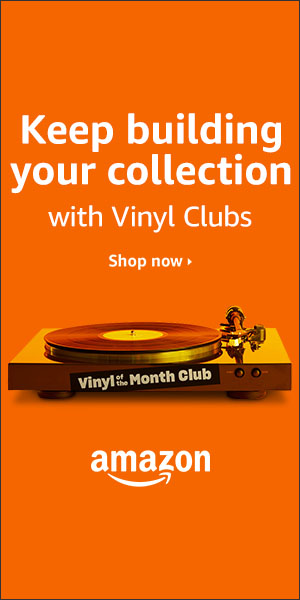 Keep building
your collection
with Vinyl Clubs
Shop now
Vinyl of the Month Club
amazon